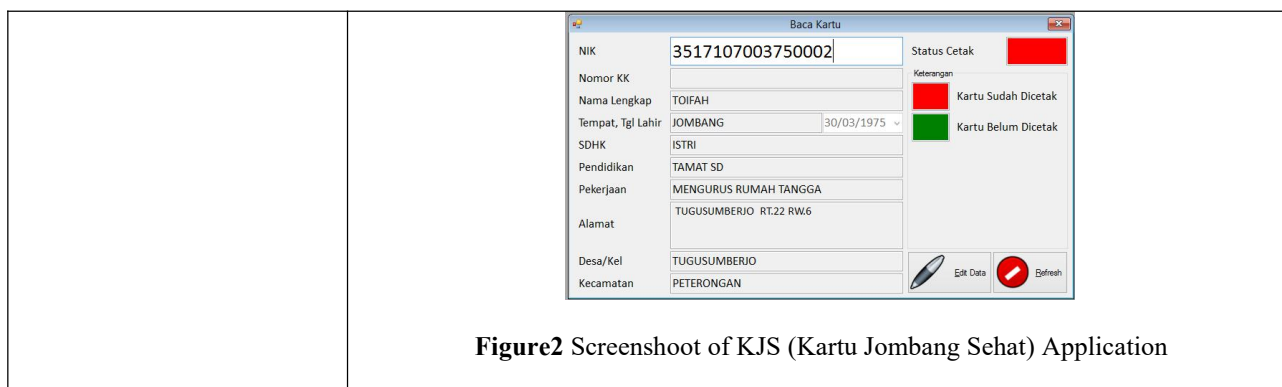 Baca Kartu
NIK 3517107003750002 Status Cetak
Nomor KK Keterangan
Nama Lengkap TOIFAH Kartu Sudah Dicetak
Tempat, Tgl Lahir JOMBANG 30/03/1975 Kartu Belum Dicetak
SDHK ISTRI
Pendidikan TAMAT SD
Pekerjaan MENGURUS RUMAH TANGGA
Alamat TUGUSUMBERJO RT.22 RW.6
Desa/Kel TUGUSUMBERJO Edit Data Refresh
Kecamatan PETERONGAN
Figure2 Screenshoot of KJS (Kartu Jombang Sehat) Application